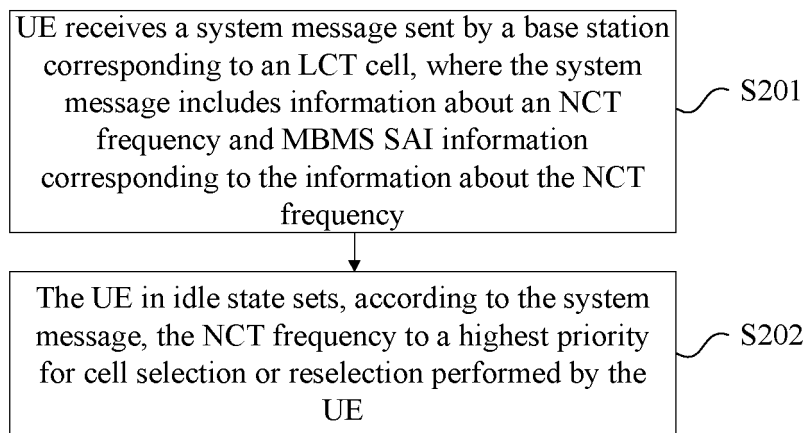 UE receives a system message sent by a base station
corresponding to an LCT cell, where the system
message includes information about an NCT
frequency and MBMS SAI information
corresponding to the information about the NCT
frequency
S201
The UE in idle state sets, according to the system
message, the NCT frequency to a highest priority
for cell selection or reselection performed by the
UE
S202